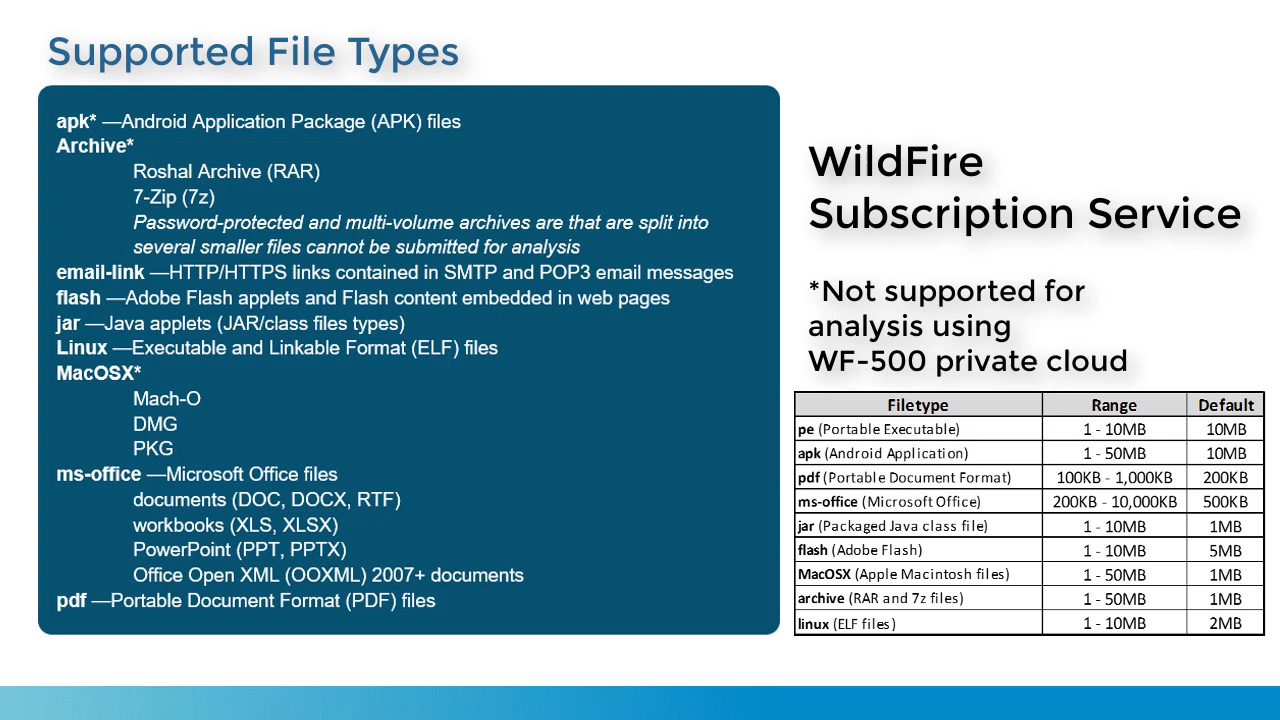 Supported File Types
apk* —Android Application Package (APK) files
Archive*
Roshal Archive (RAR)
7-Zip (7z)
Password-protected and multi-volume archives are that are split into
several smaller files cannot be submitted for analysis
email-link —HTTP/HTTPS links contained in SMTP and POP3 email messages
flash —Adobe Flash applets and Flash content embedded in web pages
jar —Java applets (JAR/class files types)
Linux —Executable and Linkable Format (ELF) files
MacOSX*
Mach-O
DMG
PKG
ms-office —Microsoft Office files
documents (DOC, DOCX, RTF)
workbooks (XLS, XLSX)
PowerPoint (PPT, PPTX)
Office Open XML (OOXML) 2007+ documents
pdf —Portable Document Format (PDF) files
WildFire
Subscription Service
*Not supported for
analysis using
WF-500 private cloud
Filetype Range Default
pe (Portable Executable) 1 - 10MB 10MB
apk (Android Application) 1 - 50MB 10MB
pdf (Portable Document Format) 100KB - 1,000KB 200KB
ms-office (Microsoft Office) 200KB - 10,000KB 500KB
jar (Packaged Java class file) 1 - 10MB 1MB
flash (Adobe Flash) 1 - 10MB 5MB
MacOSX (Apple Macintosh files) 1 - 50MB 1MB
archive (RAR and 7z files) 1 - 50MB 1MB
linux (ELF files) 1 - 10MB 2MB